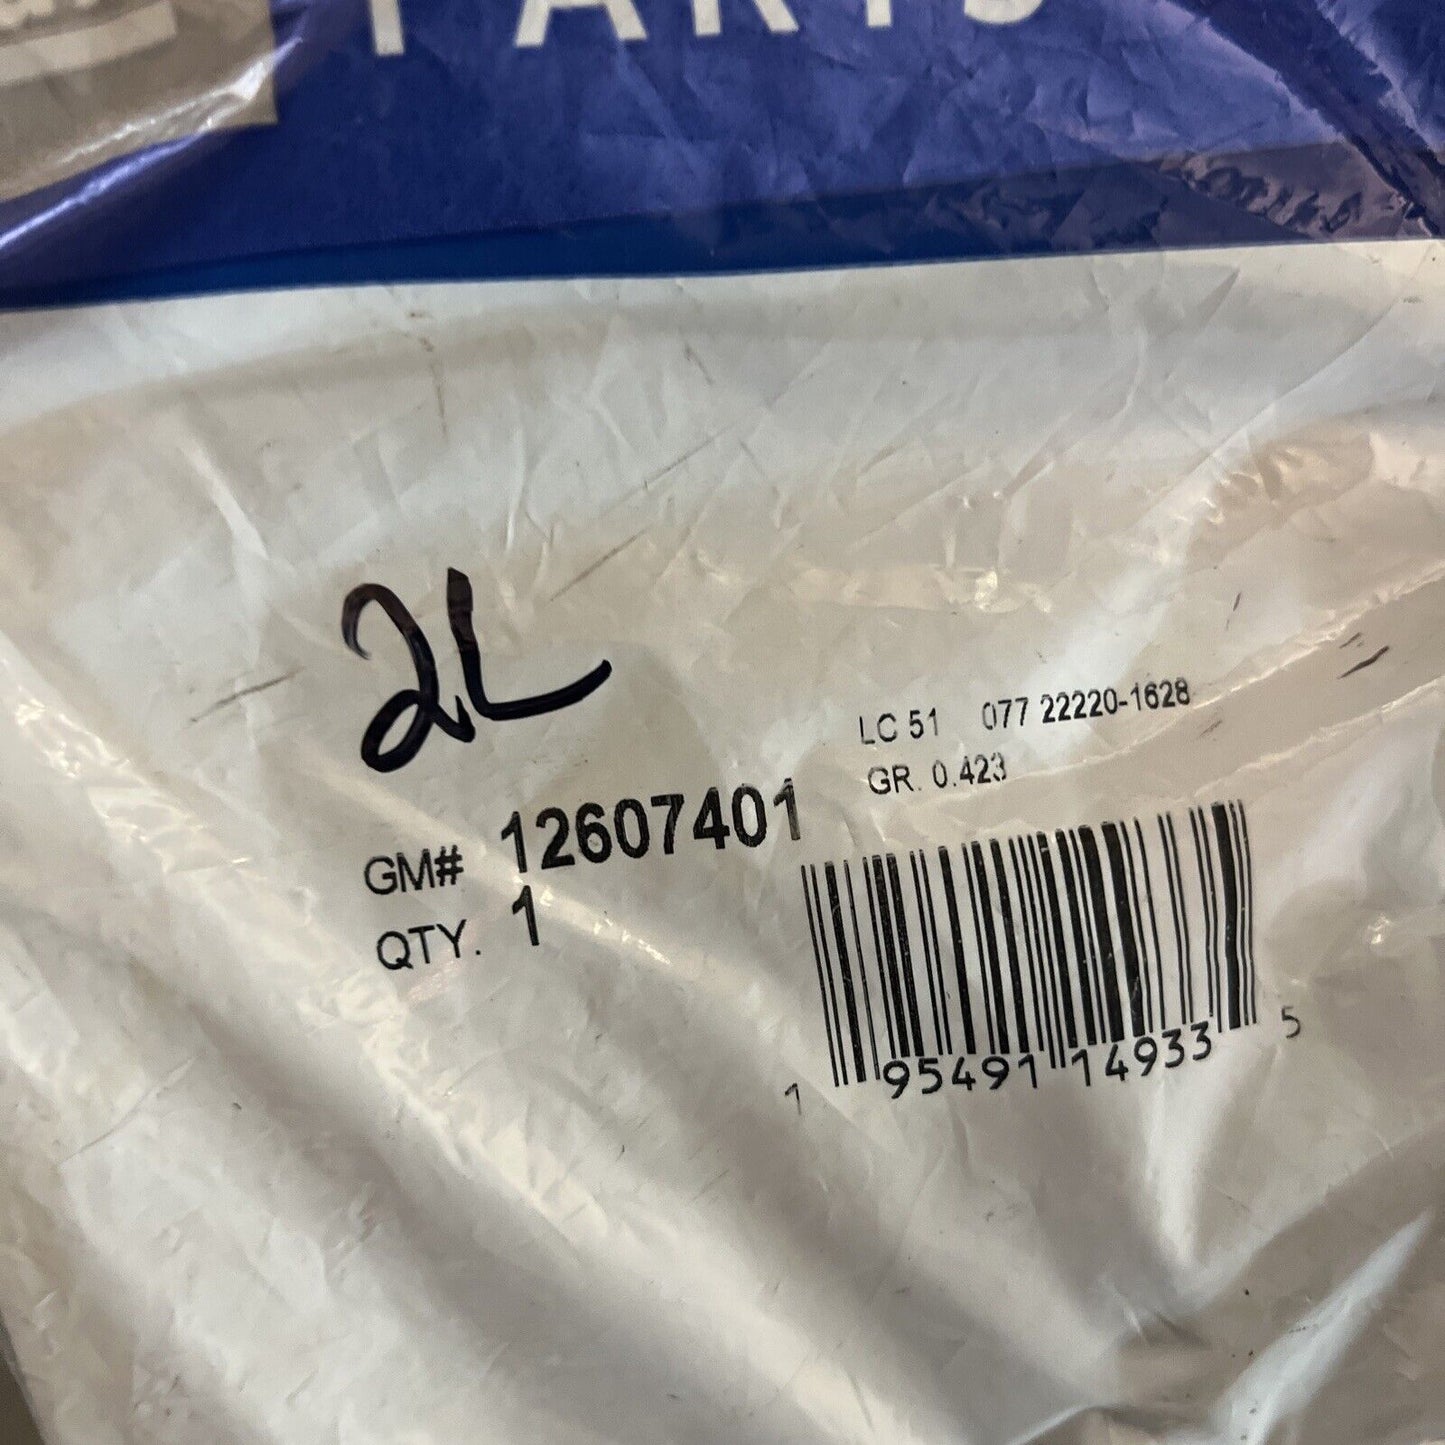 PARTS
2L
LC 51 077 22220-1628
GR. 0.423
GM# 12607401
QTY. 1
1 95491 14933 5